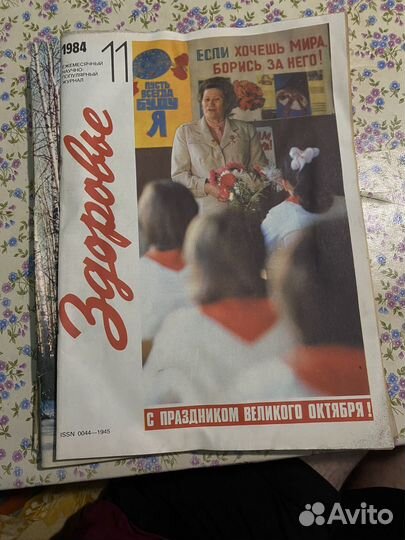 1984
11
ЕЖЕМЕСЯЧНЫЙ
НАУЧНО-
ПОПУЛЯРНЫЙ
ЖУРНАЛ
Здоровье
ЕСЛИ ХОЧЕШЬ МИРА,
БОРИСЬ ЗА НЕГО!
ПУСТЬ
ВСЕГДА
БУДУ
Я
С ПРАЗДНИКОМ ВЕЛИКОГО ОКТЯБРЯ!
ISSN 0044—1945
Avito